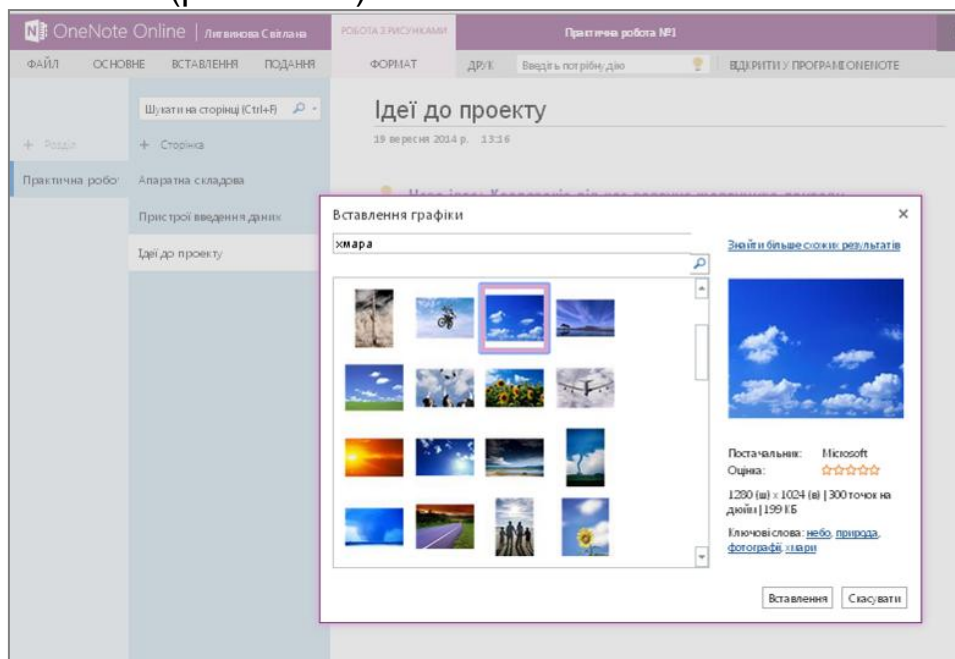 OneNote Online | Литвинова Світлана
РОБОТА З РИСУНКАМИ
Практична робота №1
ФАЙЛ ОСНОВНЕ ВСТАВЛЕННЯ ПОДАННЯ ФОРМАТ ДРУК Введіть потрібну дію ВІДКРИТИ У ПРОГРАМІ ONENOTE
Шукати на сторінці (Ctrl+F)
+ Розділ
+ Сторінка
Практична робо
Апаратна складова
Пристрої введення даних
Ідеї до проекту
Ідеї до проекту
19 вересня 2014 р. 13:16
Вставлення графіки
хмара
Знайти більше схожих результатів
Постачальник: Microsoft
Оцінка:
1280 (ш) × 1024 (в) | 300 точок на
дюйм | 199 КБ
Ключові слова: небо, природа,
фотографії, хмари
Вставлення Скасувати